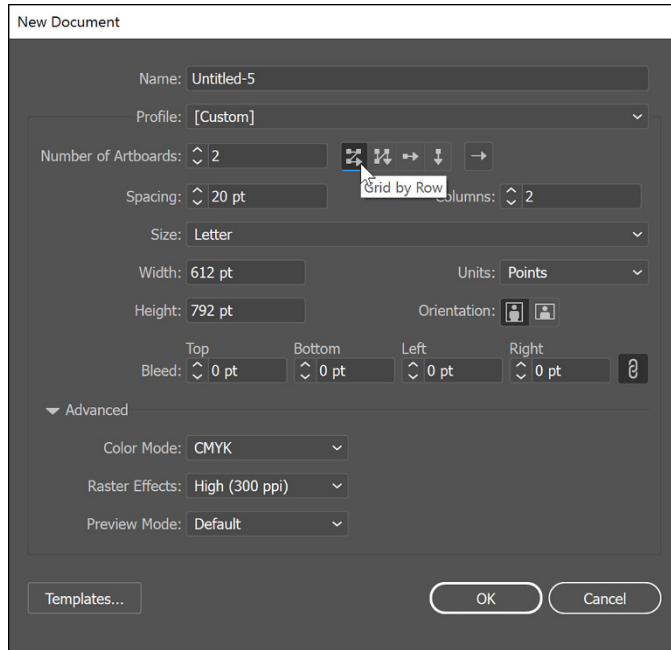 New Document
Name: Untitled-5
Profile: [Custom]
Number of Artboards: 2
Grid by Row
Spacing: 20 pt Columns: 2
Size: Letter
Width: 612 pt Units: Points
Height: 792 pt Orientation:
Top Bottom Left Right
Bleed: 0 pt 0 pt 0 pt 0 pt
Advanced
Color Mode: CMYK
Raster Effects: High (300 ppi)
Preview Mode: Default
Templates... OK Cancel